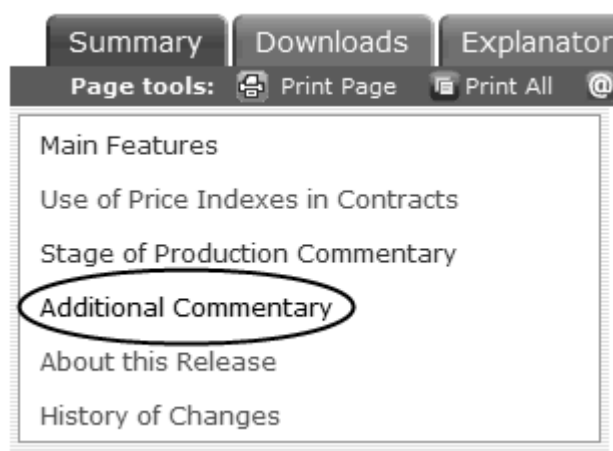 Summary Downloads Explanator
Page tools: Print Page Print All @
Main Features
Use of Price Indexes in Contracts
Stage of Production Commentary
Additional Commentary
About this Release
History of Changes